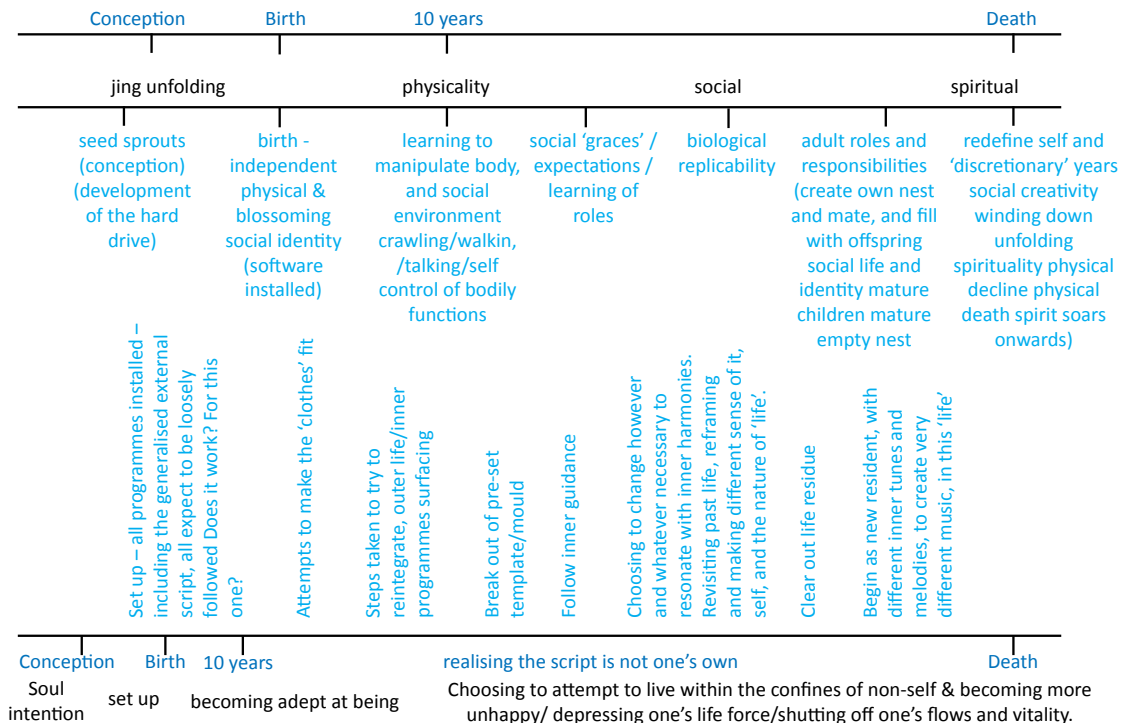 Conception
Birth
10 years
Death
jing unfolding
physicality
social
spiritual
seed sprouts
(conception)
(development
of the hard
drive)
birth -
independent
physical &
blossoming
social identity
(software
installed)
learning to
manipulate body,
and social
environment
crawling/walkin,
/talking/self
control of bodily
functions
social ‘graces’ /
expectations /
learning of
roles
biological
replicability
adult roles and
responsibilities
(create own nest
and mate, and fill
with offspring
social life and
identity mature
children mature
empty nest
redefine self and
‘discretionary’ years
social creativity
winding down
unfolding
spirituality physical
decline physical
death spirit soars
onwards)
Set up – all programmes installed –
including the generalised external
script, all expect to be loosely
followed Does it work? For this
one?
Attempts to make the ‘clothes’ fit
Steps taken to try to
reintegrate, outer life/inner
programmes surfacing
Break out of pre-set
template/mould
Follow inner guidance
Choosing to change however
and whatever necessary to
resonate with inner harmonies.
Revisiting past life, reframing
and making different sense of it,
self, and the nature of ‘life’.
Clear out life residue
Begin as new resident, with
different inner tunes and
melodies, to create very
different music, in this ‘life’
Conception
Birth
10 years
realising the script is not one’s own
Death
Soul
intention
set up
becoming adept at being
Choosing to attempt to live within the confines of non-self & becoming more
unhappy/ depressing one’s life force/shutting off one’s flows and vitality.